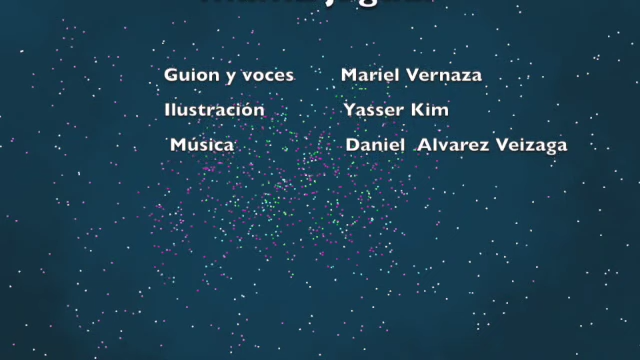 Guion y voces Mariel Vernaza
Ilustración Yasser Kim
Música Daniel Alvarez Veizaga